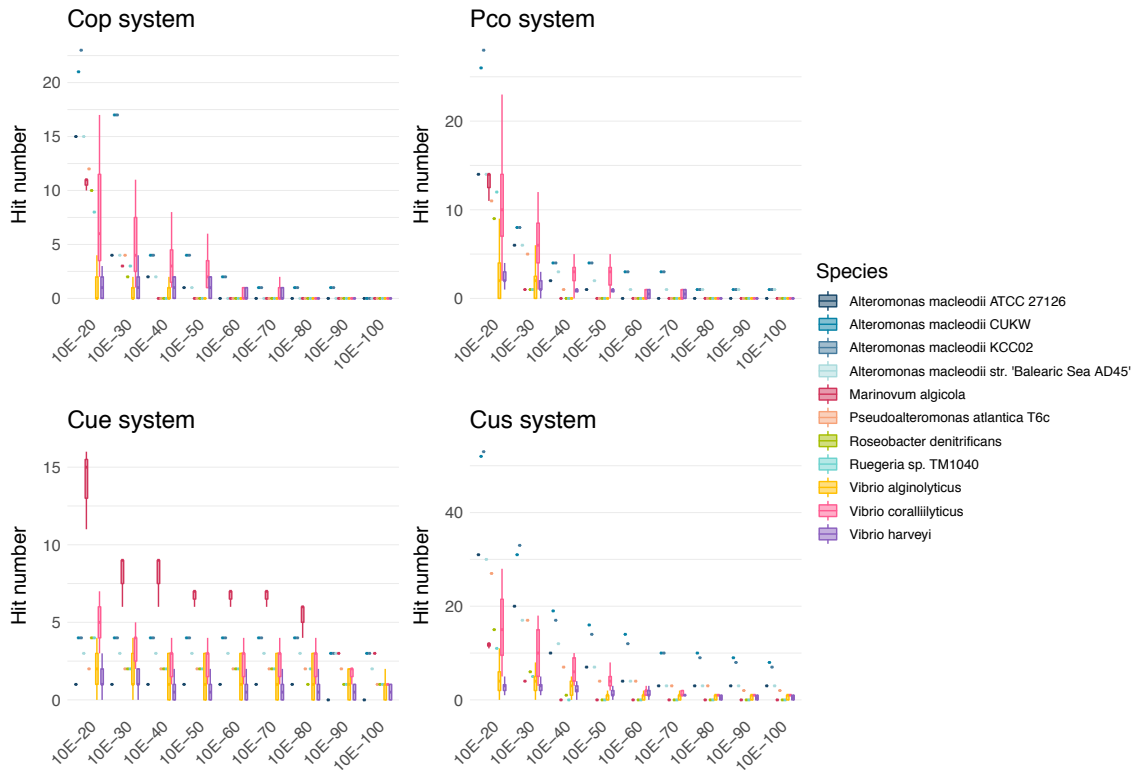 Cop system
Hit number
20
15
10
5
0
10E−20
10E−30
10E−40
10E−50
10E−60
10E−70
10E−80
10E−90
10E−100
Pco system
Hit number
20
10
0
10E−20
10E−30
10E−40
10E−50
10E−60
10E−70
10E−80
10E−90
10E−100
Cue system
Hit number
15
10
5
0
10E−20
10E−30
10E−40
10E−50
10E−60
10E−70
10E−80
10E−90
10E−100
Cus system
Hit number
40
20
0
10E−20
10E−30
10E−40
10E−50
10E−60
10E−70
10E−80
10E−90
10E−100
Species
Alteromonas macleodii ATCC 27126
Alteromonas macleodii CUKW
Alteromonas macleodii KCC02
Alteromonas macleodii str. 'Balearic Sea AD45'
Marinovum algicola
Pseudoalteromonas atlantica T6c
Roseobacter denitrificans
Ruegeria sp. TM1040
Vibrio alginolyticus
Vibrio coralliilyticus
Vibrio harveyi